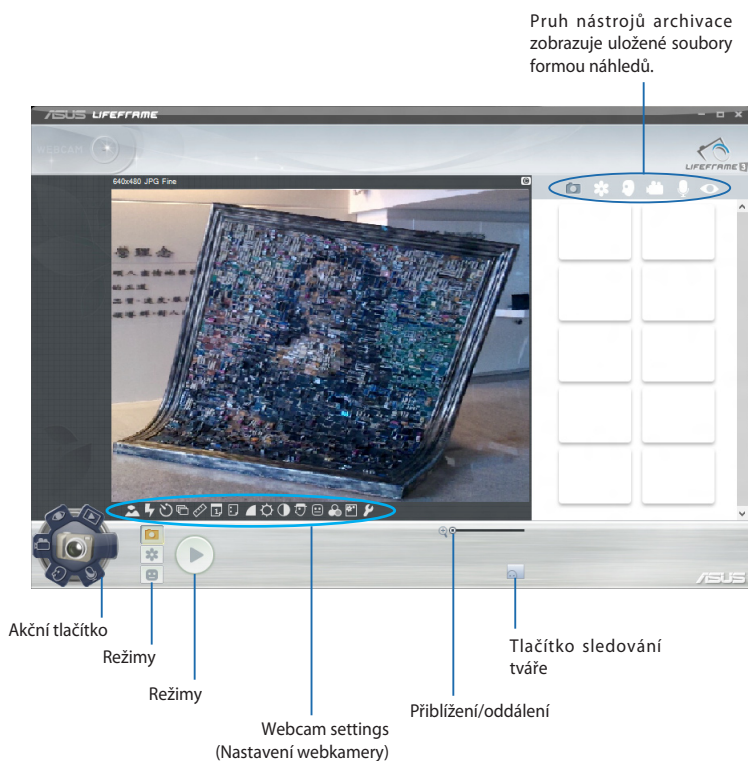 Pruh nástrojů archivace
zobrazuje uložené soubory
formou náhledů.
ASUS LIFEFRAME
WEBCAM
LIFEFRAME 3
640x480 JPG Fine
ASUS
Akční tlačítko
Režimy
Režimy
Webcam settings
(Nastavení webkamery)
Přiblížení/oddálení
Tlačítko sledování
tváře